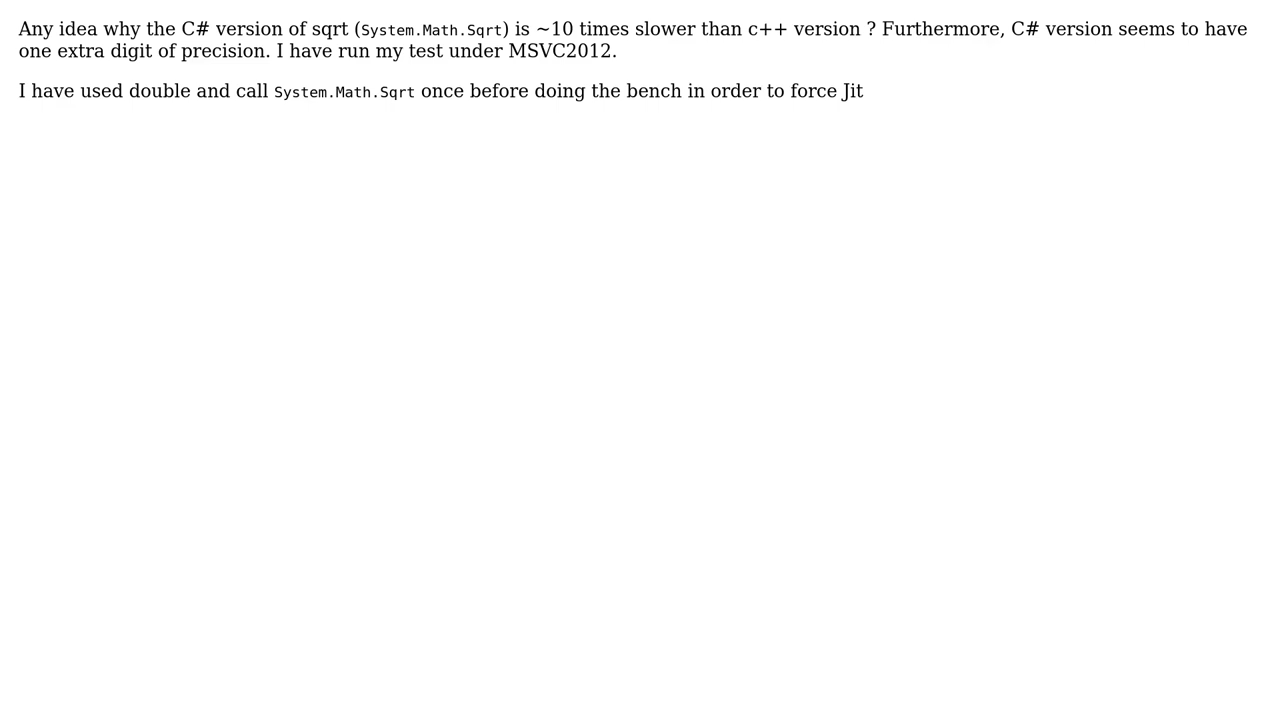 Any idea why the C# version of sqrt (System.Math.Sqrt) is ~10 times slower than c++ version ? Furthermore, C# version seems to have
one extra digit of precision. I have run my test under MSVC2012.
I have used double and call System.Math.Sqrt once before doing the bench in order to force Jit